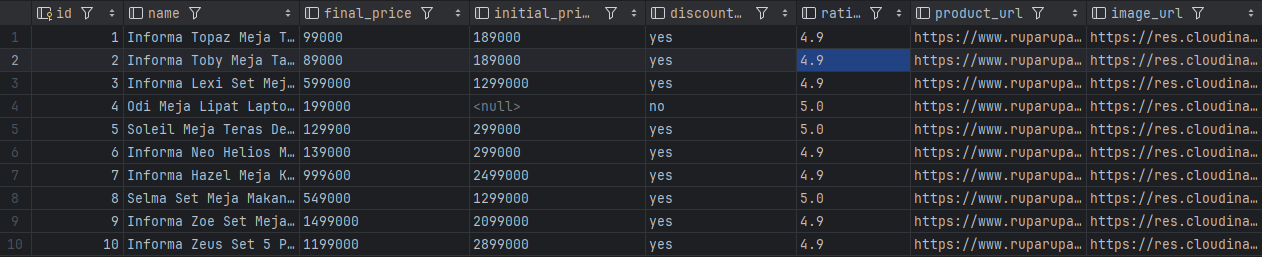 id name final_price initial_pri… discount… rati… product_url image_url
1 1 Informa Topaz Meja T… 99000 189000 yes 4.9 https://www.ruparupa… https://res.cloudina…
2 2 Informa Toby Meja Ta… 89000 189000 yes 4.9 https://www.ruparupa… https://res.cloudina…
3 3 Informa Lexi Set Mej… 599000 1299000 yes 4.9 https://www.ruparupa… https://res.cloudina…
4 4 Odi Meja Lipat Lapto… 199000 <null> no 5.0 https://www.ruparupa… https://res.cloudina…
5 5 Soleil Meja Teras De… 129900 299000 yes 5.0 https://www.ruparupa… https://res.cloudina…
6 6 Informa Neo Helios M… 139000 299000 yes 4.9 https://www.ruparupa… https://res.cloudina…
7 7 Informa Hazel Meja K… 999600 2499000 yes 4.9 https://www.ruparupa… https://res.cloudina…
8 8 Selma Set Meja Makan… 549000 1299000 yes 5.0 https://www.ruparupa… https://res.cloudina…
9 9 Informa Zoe Set Meja… 1499000 2099000 yes 4.9 https://www.ruparupa… https://res.cloudina…
10 10 Informa Zeus Set 5 P… 1199000 2899000 yes 4.9 https://www.ruparupa… https://res.cloudina…